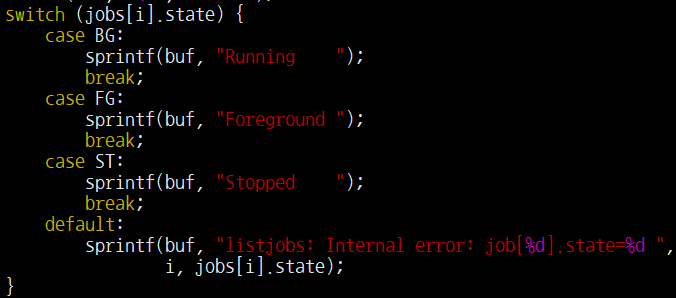 switch (jobs[i].state) {
    case BG:
        sprintf(buf, "Running    ");
        break;
    case FG:
        sprintf(buf, "Foreground ");
        break;
    case ST:
        sprintf(buf, "Stopped    ");
        break;
    default:
        sprintf(buf, "listjobs: Internal error: job[%d].state=%d ",
                i, jobs[i].state);
}